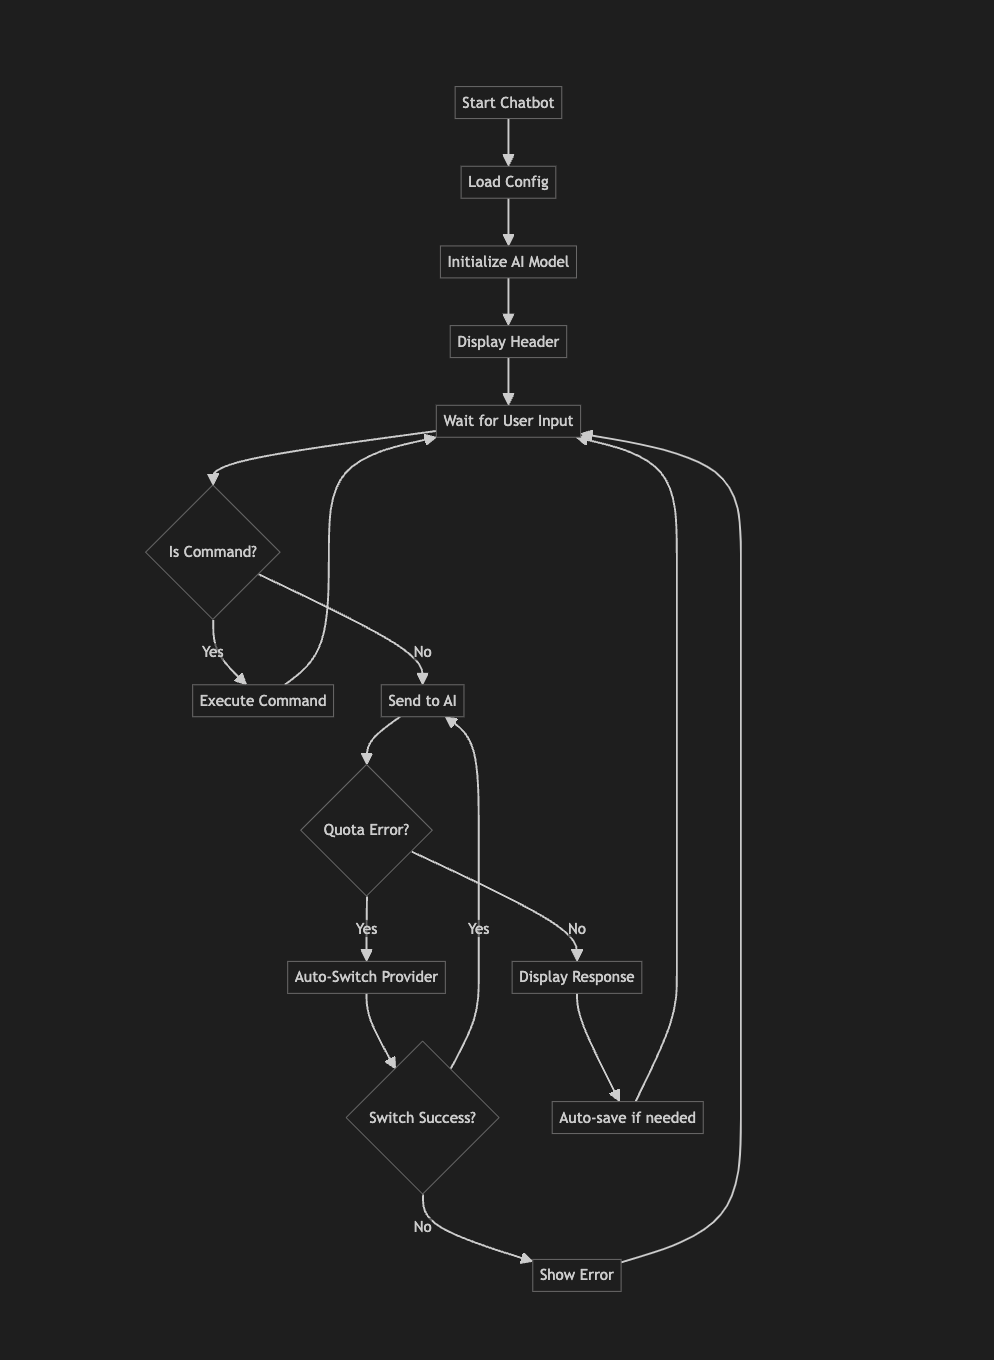 Start Chatbot
Load Config
Initialize AI Model
Display Header
Wait for User Input
Is Command?
Yes
No
Execute Command
Send to AI
Quota Error?
Yes
Yes
No
Auto-Switch Provider
Display Response
Switch Success?
Auto-save if needed
No
Show Error